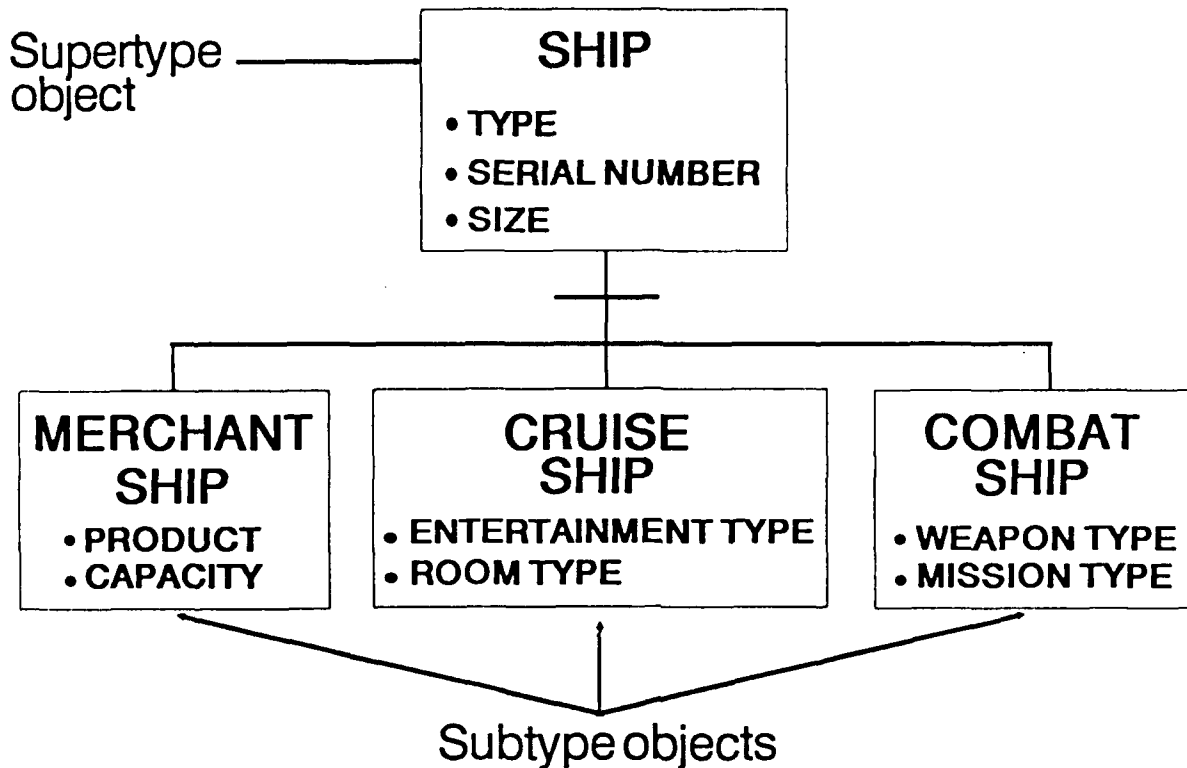 Supertype
object
SHIP
• TYPE
• SERIAL NUMBER
• SIZE
MERCHANT
SHIP
• PRODUCT
• CAPACITY
CRUISE
SHIP
• ENTERTAINMENT TYPE
• ROOM TYPE
COMBAT
SHIP
• WEAPON TYPE
• MISSION TYPE
Subtype objects